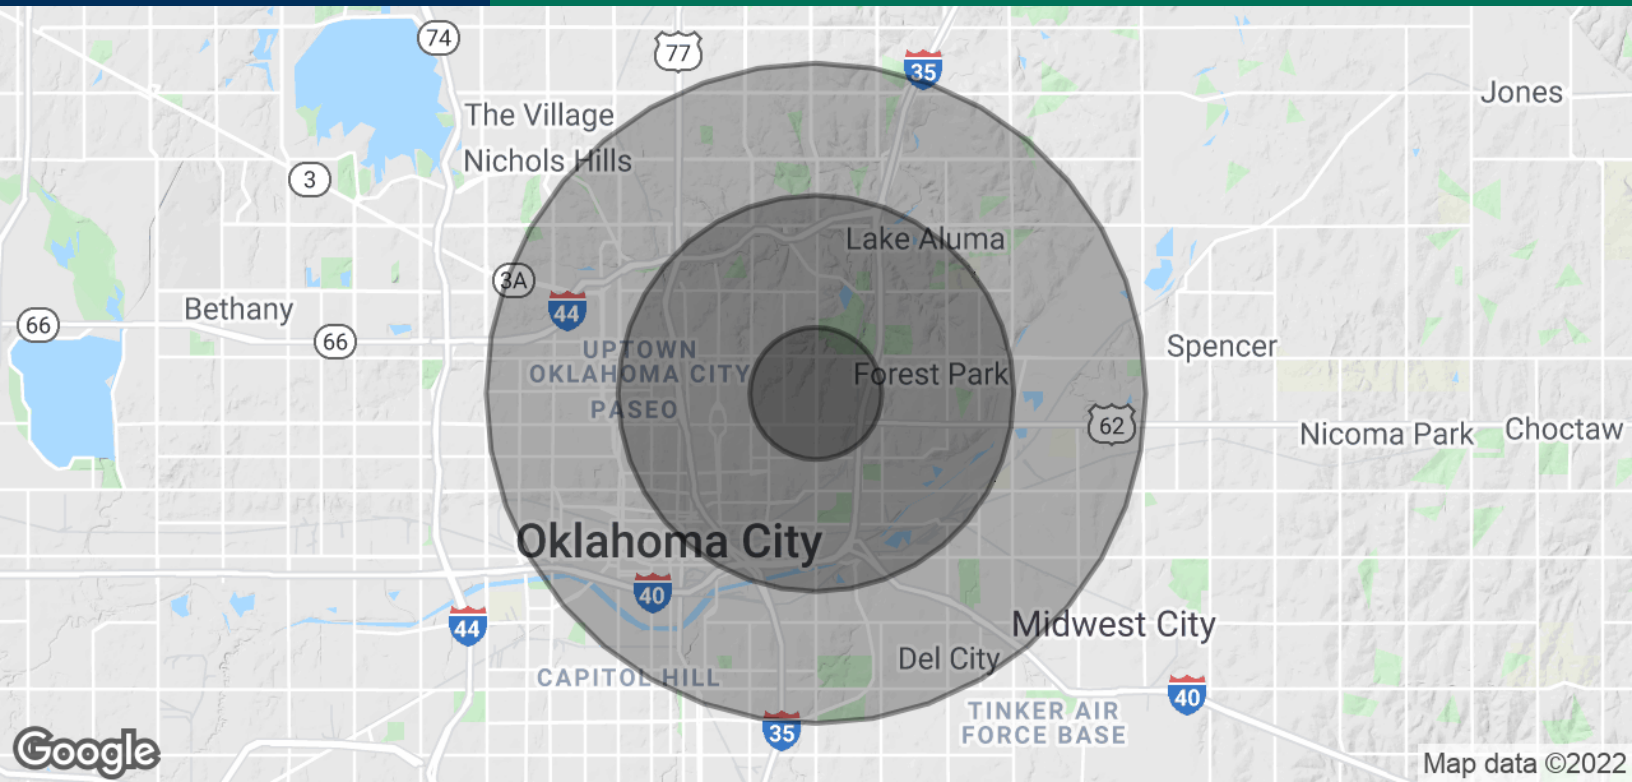 74
77
35
Jones
The Village
Nichols Hills
3
Lake Aluma
3A
44
Bethany
66
66
UPTOWN
OKLAHOMA CITY
PASEO
Forest Park
Spencer
62
Nicoma Park
Choctaw
Oklahoma City
40
44
Midwest City
Del City
CAPITOL HILL
40
TINKER AIR
FORCE BASE
35
Google
Map data ©2022